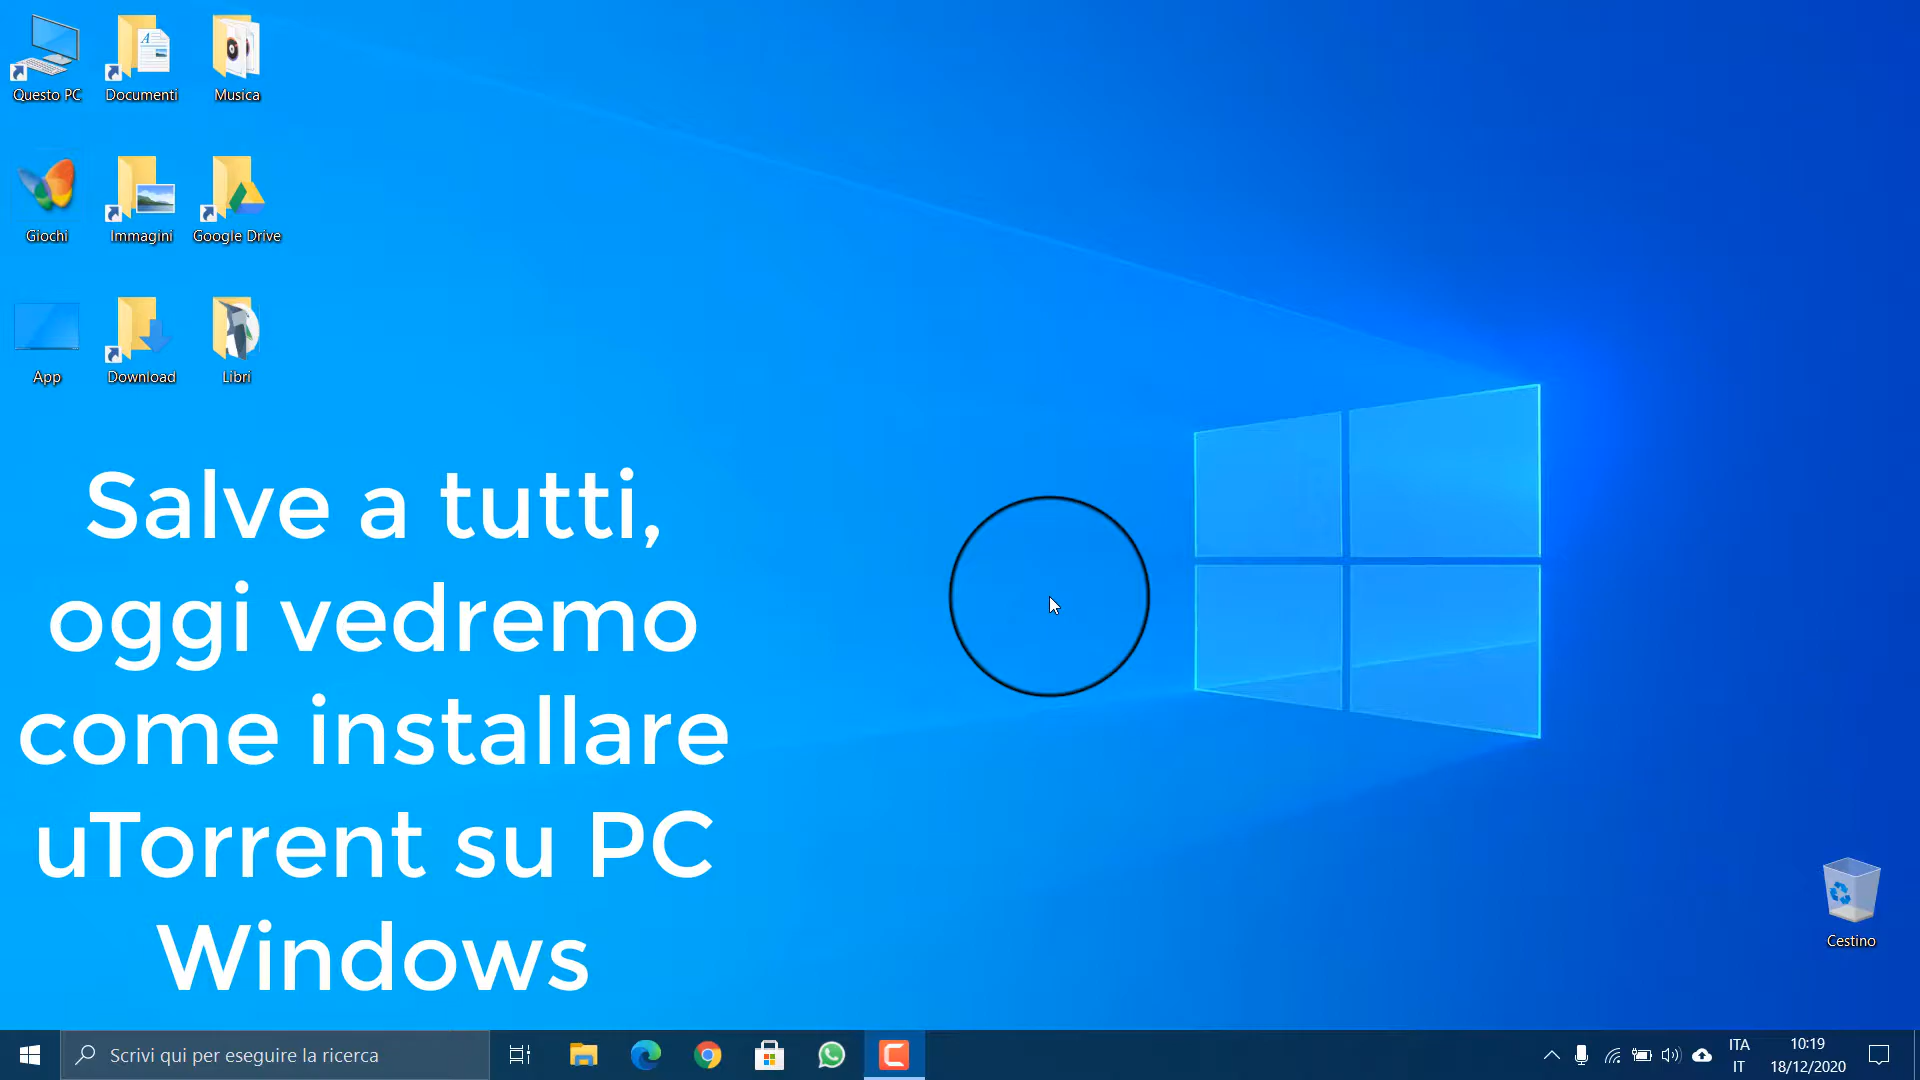 Questo PC
Documenti
Musica
Giochi
Immagini
Google Drive
App
Download
Libri
Salve a tutti,
oggi vedremo
come installare
uTorrent su PC
Windows
Cestino
Scrivi qui per eseguire la ricerca
ITA
IT
10:19
18/12/2020